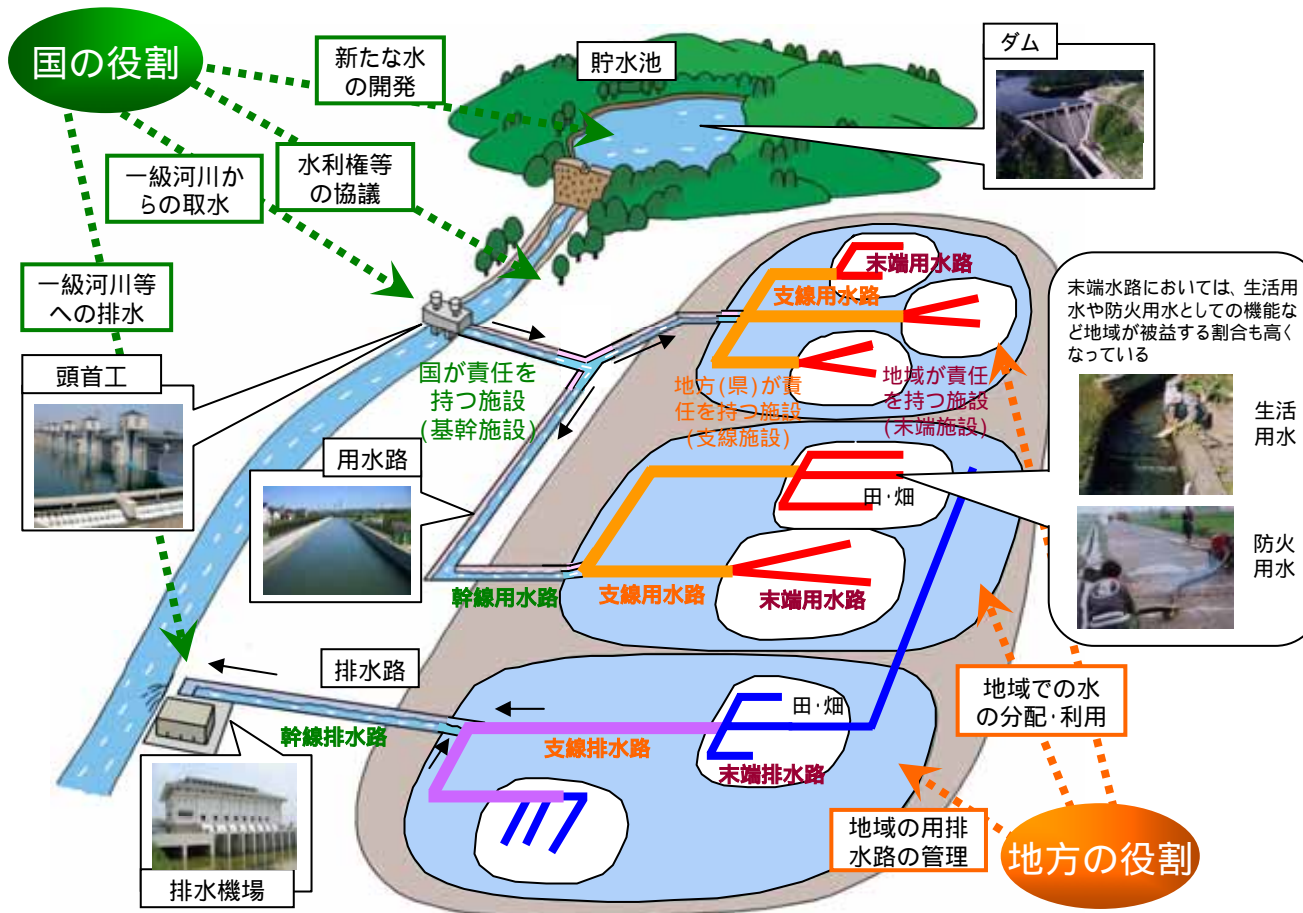 国の役割
新たな水
の開発
貯水池
ダム
一級河川か
らの取水
水利権等
の協議
一級河川等
への排水
頭首工
末端用水路
支線用水路
末端水路においては、生活用
水や防火用水としての機能な
ど地域が被益する割合も高く
なっている
国が責任を
持つ施設
(基幹施設)
地方(県)が責
任を持つ施設
(支線施設)
地域が責任
を持つ施設
(末端施設)
生活
用水
用水路
田・畑
防火
用水
幹線用水路
支線用水路
末端用水路
排水路
田・畑
地域での水
の分配・利用
幹線排水路
支線排水路
末端排水路
地域の用排
水路の管理
地方の役割
排水機場